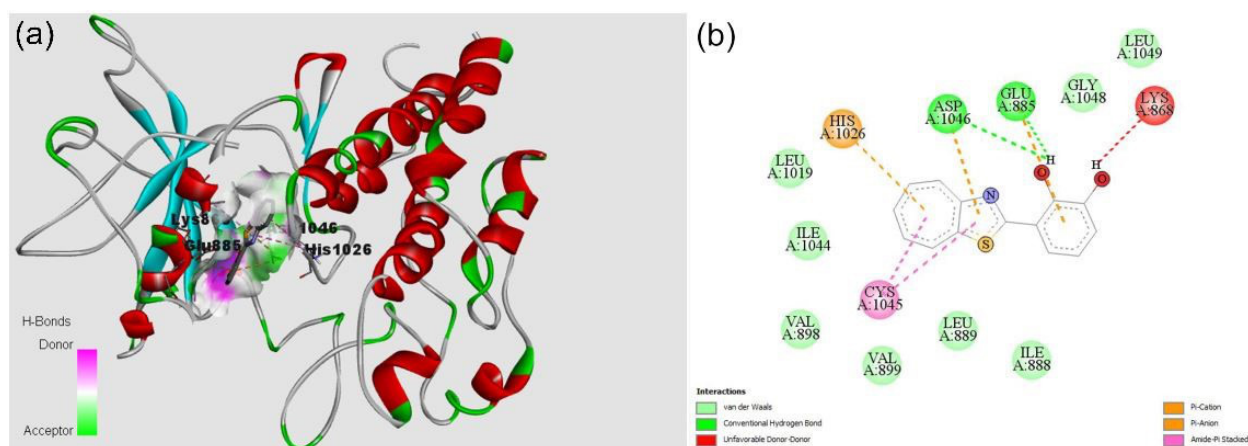 (a)
Lys8
Glu885
1046
His1026
H-Bonds
Donor
Acceptor
(b)
LEU
A:1049
GLY
A:1048
GLU
A:885
LYS
A:868
ASP
A:1046
HIS
A:1026
H
H
O
O
LEU
A:1019
N
ILE
A:1044
S
CYS
A:1045
VAL
A:898
LEU
A:889
VAL
A:899
ILE
A:888
Interactions
van der Waals
Conventional Hydrogen Bond
Unfavorable Donor-Donor
Pi-Cation
Pi-Anion
Amide-Pi Stacked